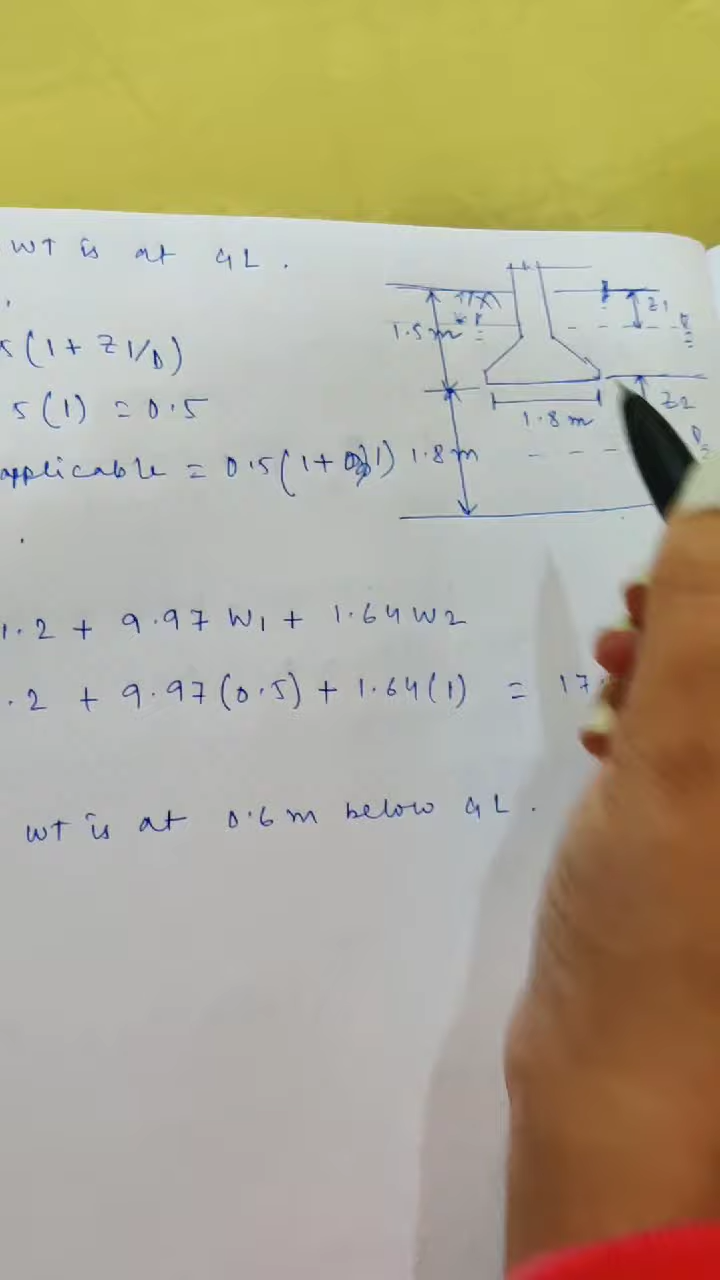 WT is at GL.
5(1 + Z1/D)
5(1) = 0.5
applicable = 0.5(1+ 1)
1.2 + 9.97 W1 + 1.64 W2
.2 + 9.97(0.5) + 1.64(1) = 17
WT is at 0.6m below GL.
Z1
1.5m
Z2
1.8 m
1.8 m